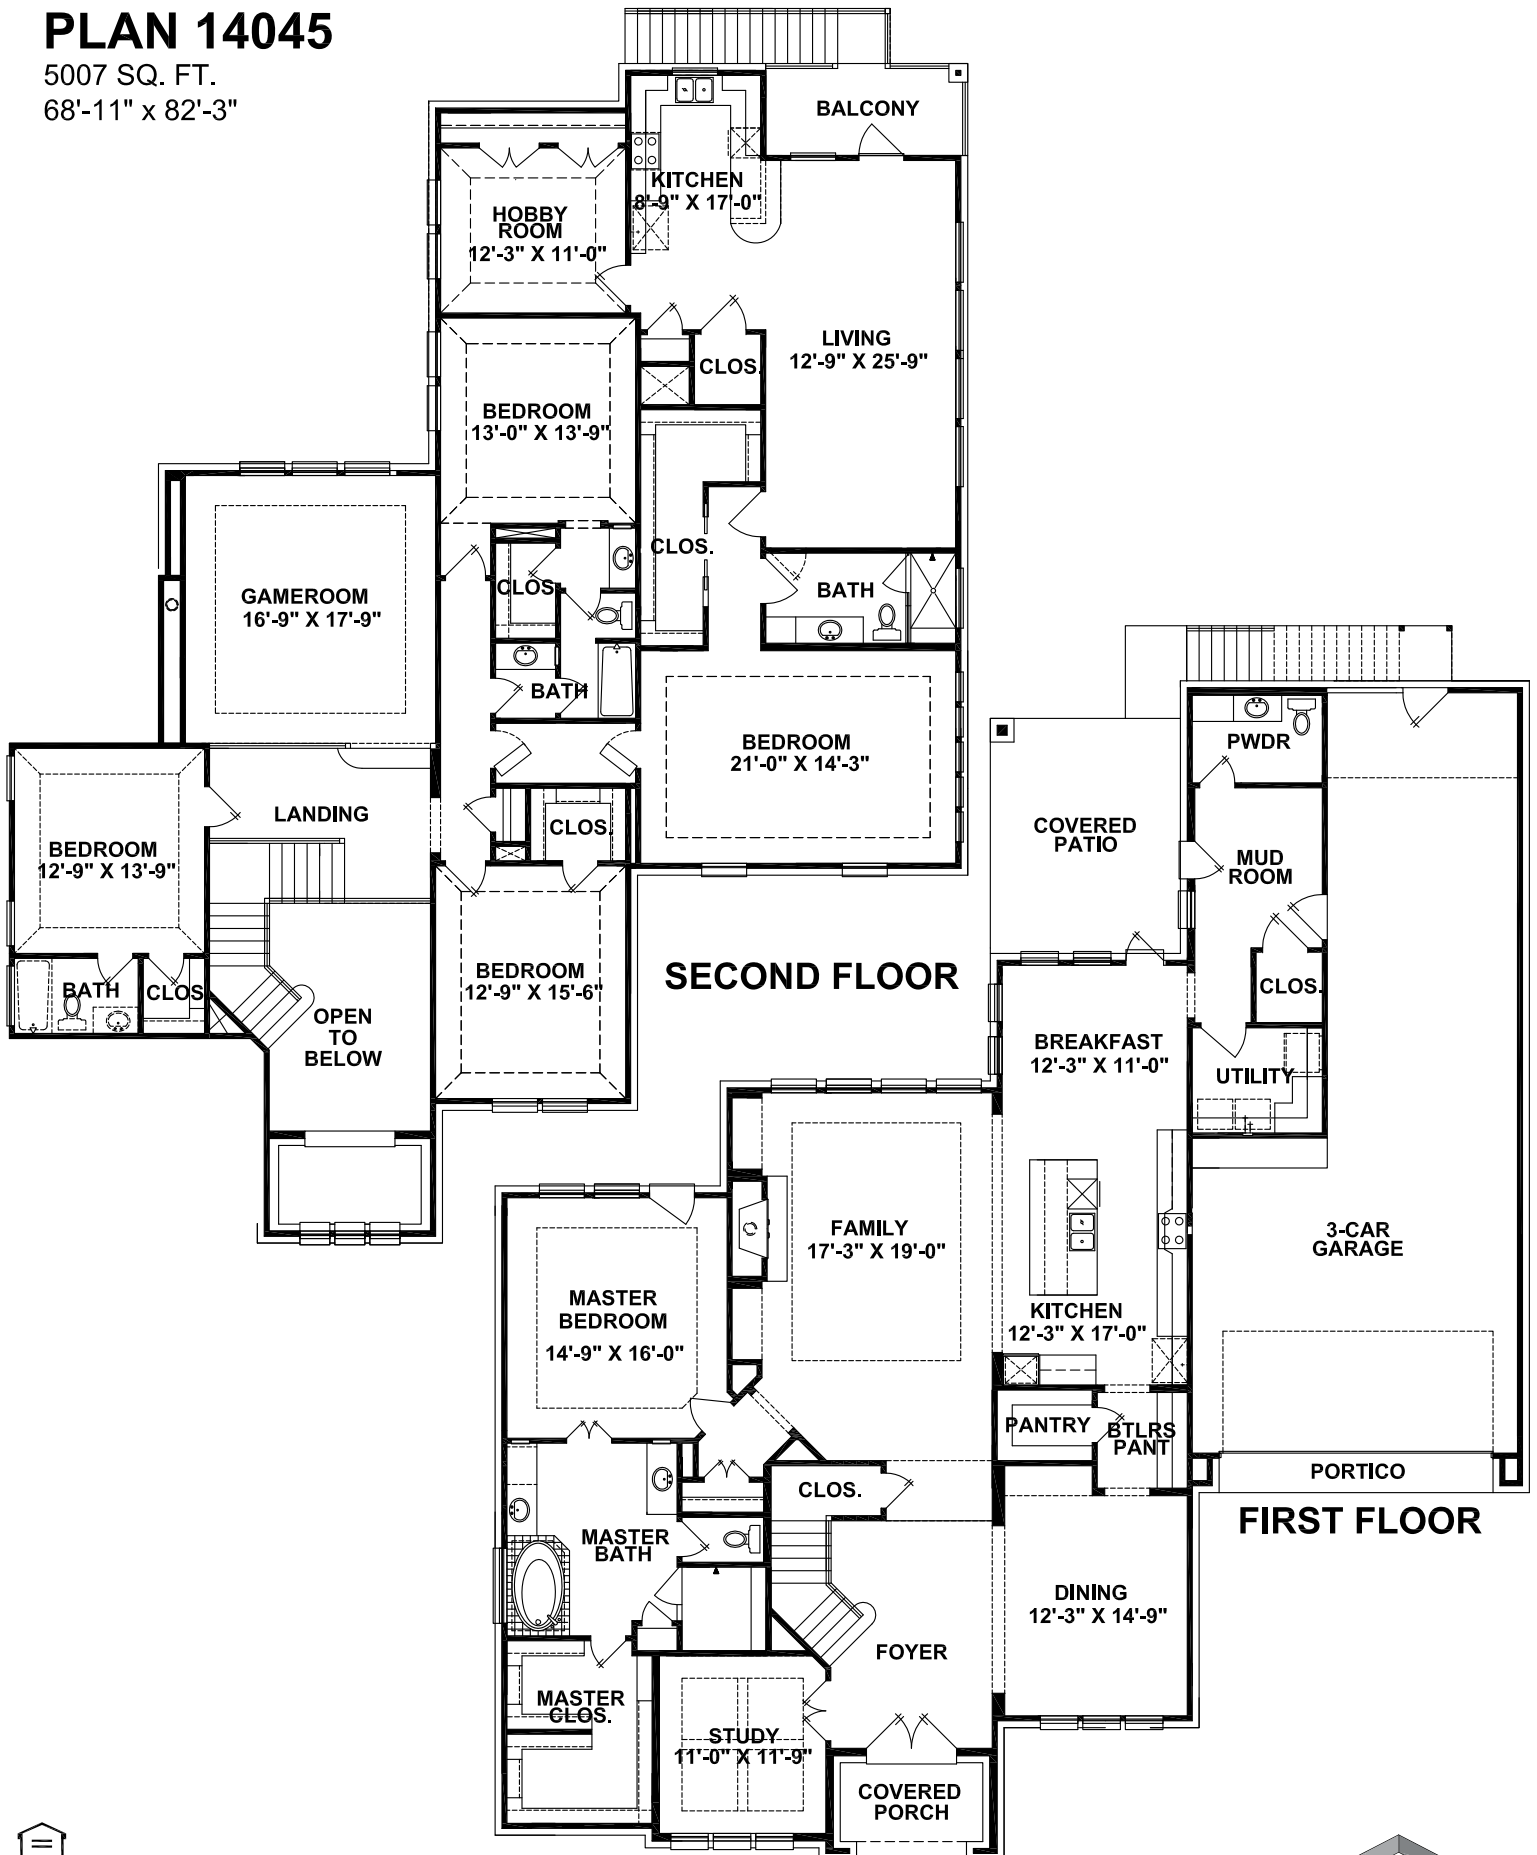 PLAN 14045
5007 SQ. FT.
68'-11" x 82'-3"
BALCONY
KITCHEN
8'-9" X 17'-0"
HOBBY
ROOM
12'-3" X 11'-0"
LIVING
12'-9" X 25'-9"
CLOS.
BEDROOM
13'-0" X 13'-9"
CLOS.
CLOS.
BATH
GAMEROOM
16'-9" X 17'-9"
BATH
BEDROOM
21'-0" X 14'-3"
LANDING
CLOS.
BEDROOM
12'-9" X 13'-9"
BATH
CLOS.
BEDROOM
12'-9" X 15'-6"
OPEN
TO
BELOW
SECOND FLOOR
PWDR
COVERED
PATIO
MUD
ROOM
CLOS.
BREAKFAST
12'-3" X 11'-0"
UTILITY
FAMILY
17'-3" X 19'-0"
3-CAR
GARAGE
MASTER
BEDROOM
14'-9" X 16'-0"
KITCHEN
12'-3" X 17'-0"
PANTRY
BTLRS
PANT
PORTICO
CLOS.
FIRST FLOOR
MASTER
BATH
DINING
12'-3" X 14'-9"
FOYER
MASTER
CLOS.
STUDY
11'-0" X 11'-9"
COVERED
PORCH